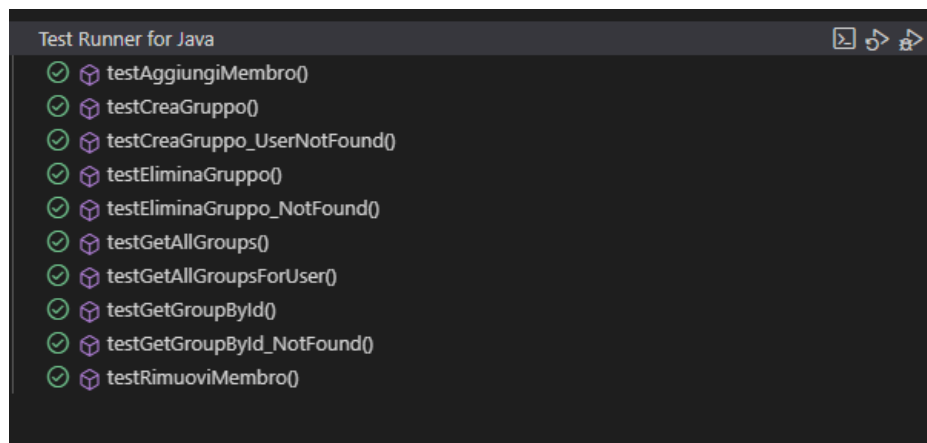 Test Runner for Java
testAggiungiMembro()
testCreaGruppo()
testCreaGruppo_UserNotFound()
testEliminaGruppo()
testEliminaGruppo_NotFound()
testGetAllGroups()
testGetAllGroupsForUser()
testGetGroupById()
testGetGroupById_NotFound()
testRimuoviMembro()